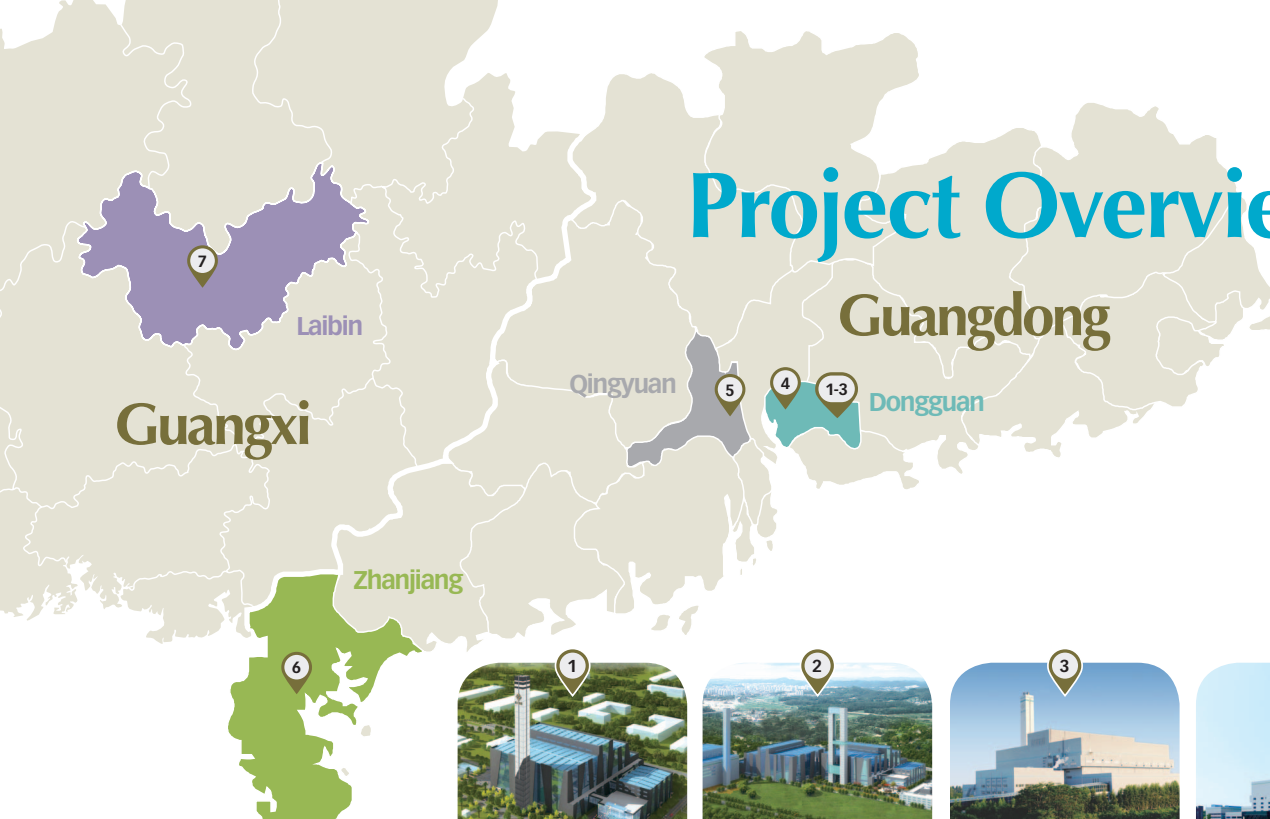 Project Overvie
Guangdong
7
Laibin
Qingyuan
5
4
1-3
Dongguan
Guangxi
Zhanjiang
6
1
2
3